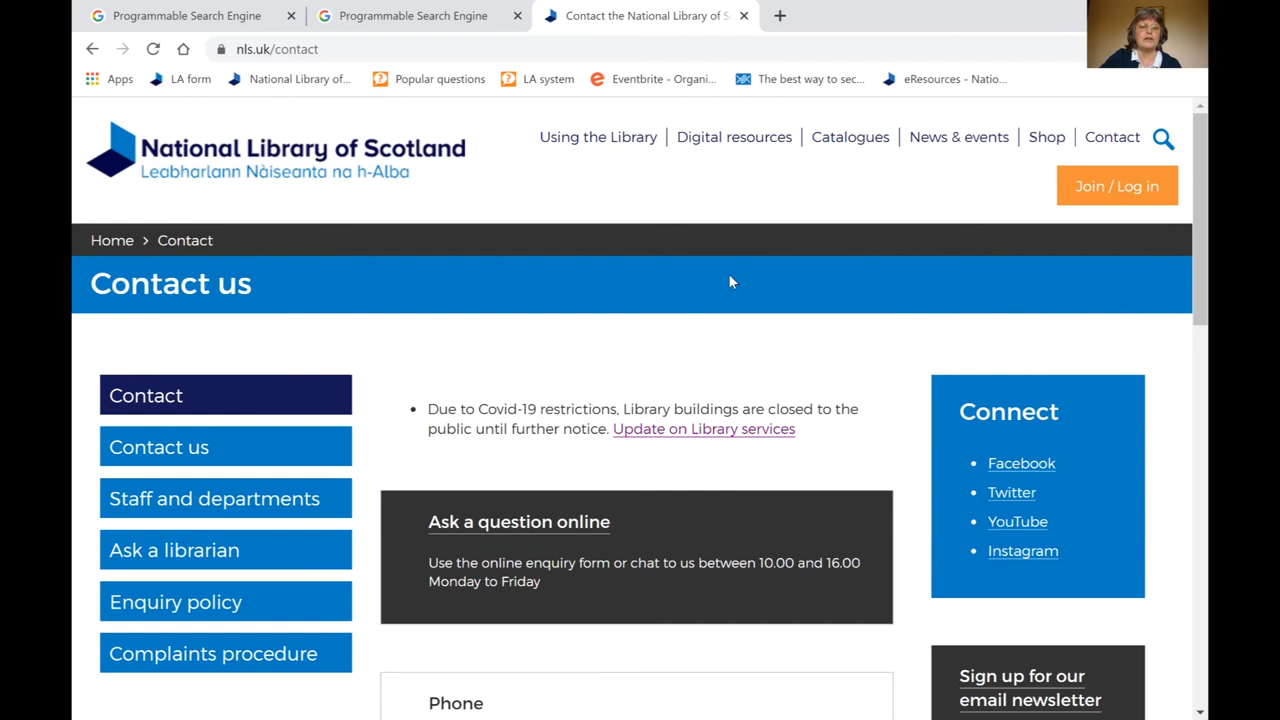 Programmable Search Engine
Programmable Search Engine
Contact the National Library of S
nls.uk/contact
Apps
LA form
National Library of...
Popular questions
LA system
Eventbrite - Organi...
The best way to sec...
eResources - Natio...
National Library of Scotland
Leabharlann Nàiseanta na h-Alba
Using the Library
Digital resources
Catalogues
News & events
Shop
Contact
Join / Log in
Home > Contact
Contact us
Contact
Contact us
Staff and departments
Ask a librarian
Enquiry policy
Complaints procedure
• Due to Covid-19 restrictions, Library buildings are closed to the
public until further notice. Update on Library services
Ask a question online
Use the online enquiry form or chat to us between 10.00 and 16.00
Monday to Friday
Phone
Connect
• Facebook
• Twitter
• YouTube
• Instagram
Sign up for our
email newsletter